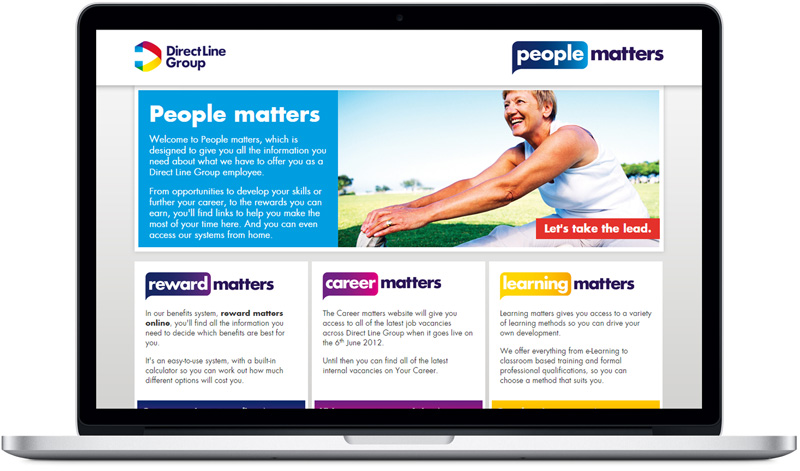 Direct Line
Group
people matters
People matters
Welcome to People matters, which is
designed to give you all the information you
need about what we have to offer you as a
Direct Line Group employee.
From opportunities to develop your skills or
further your career, to the rewards you can
earn, you'll find links to help you make the
most of your time here. And you can even
access our systems from home.
Let's take the lead.
reward matters
In our benefits system, reward matters
online, you'll find all the information you
need to decide which benefits are best for
you.
It's an easy-to-use system, with a built-in
calculator so you can work out how much
different options will cost you.
career matters
The Career matters website will give you
access to all of the latest job vacancies
across Direct Line Group when it goes live on
the 6th June 2012.
Until then you can find all of the latest
internal vacancies on Your Career.
learning matters
Learning matters gives you access to a variety
of learning methods so you can drive your
own development.
We offer everything from e-Learning to
classroom based training and formal
professional qualifications, so you can
choose a method that suits you.